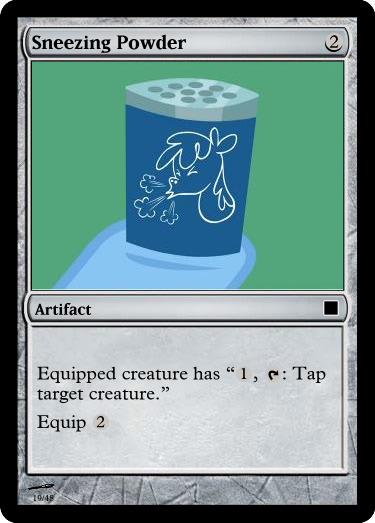 Sneezing Powder 2
Artifact
Equipped creature has “ 1 , : Tap
target creature.”
Equip 2
19/48